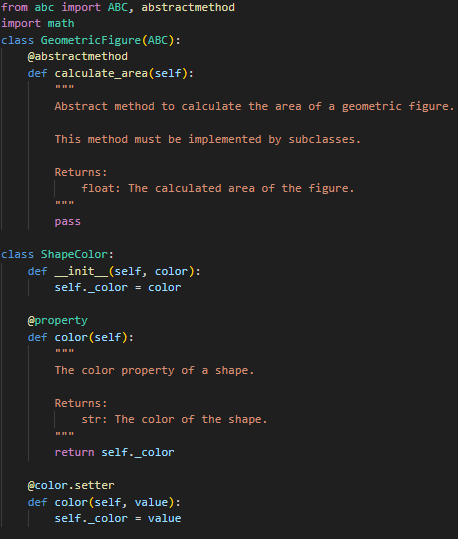 from abc import ABC, abstractmethod
import math
class GeometricFigure(ABC):
    @abstractmethod
    def calculate_area(self):
        """
        Abstract method to calculate the area of a geometric figure.

        This method must be implemented by subclasses.

        Returns:
            float: The calculated area of the figure.
        """
        pass

class ShapeColor:
    def __init__(self, color):
        self._color = color

    @property
    def color(self):
        """
        The color property of a shape.

        Returns:
            str: The color of the shape.
        """
        return self._color

    @color.setter
    def color(self, value):
        self._color = value